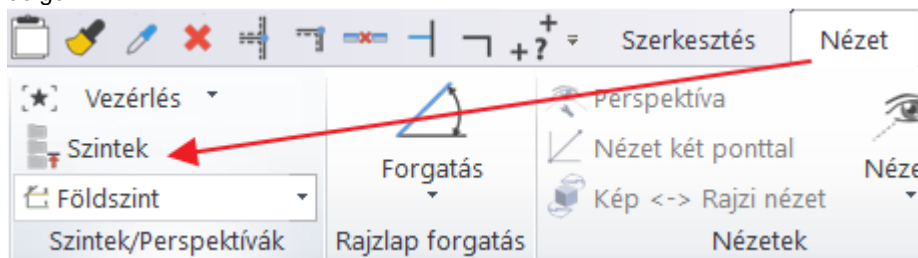 Szerkesztés Nézet
Vezérlés
Szintek
Földszint
Szintek/Perspektívák
Forgatás
Rajzlap forgatás
Perspektíva
Nézet két ponttal
Kép <-> Rajzi nézet
Nézetek